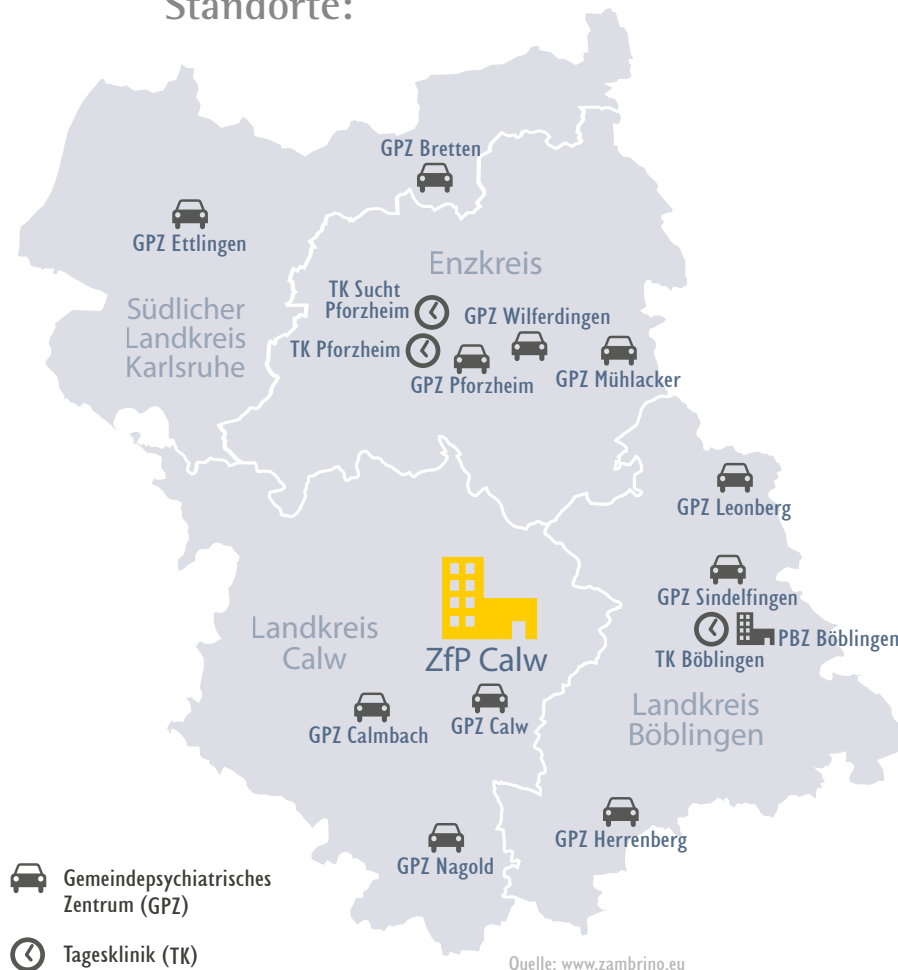 Standorte:
GPZ Bretten
GPZ Ettlingen
Enzkreis
TK Sucht
Pforzheim
GPZ Wilferdingen
Südlicher
Landkreis
Karlsruhe
TK Pforzheim
GPZ Pforzheim
GPZ Mühlacker
GPZ Leonberg
GPZ Sindelfingen
PBZ Böblingen
TK Böblingen
Landkreis
Calw
ZfP Calw
GPZ Calmbach
GPZ Calw
Landkreis
Böblingen
GPZ Herrenberg
GPZ Nagold
Gemeindepsychiatrisches
Zentrum (GPZ)
Tagesklinik (TK)
Quelle: www.zambrino.eu